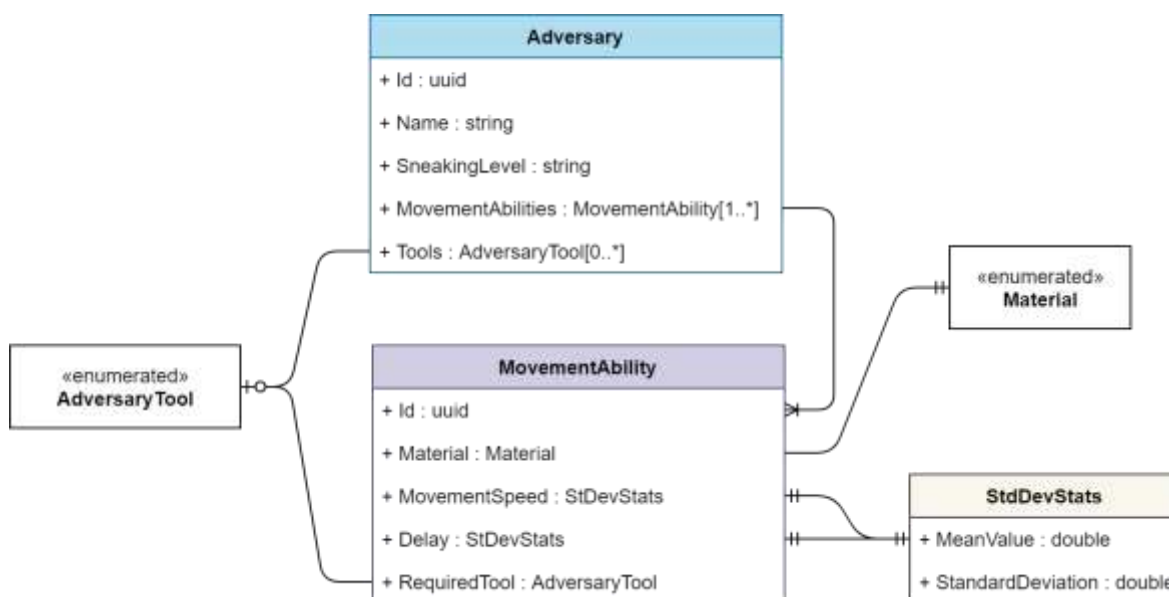 Adversary
+ Id : uuid
+ Name : string
+ SneakingLevel : string
+ MovementAbilities : MovementAbility[1..*]
+ Tools : AdversaryTool[0..*]
«enumerated»
Material
«enumerated»
AdversaryTool
MovementAbility
+ Id : uuid
+ Material : Material
+ MovementSpeed : StDevStats
+ Delay : StDevStats
+ RequiredTool : AdversaryTool
StdDevStats
+ MeanValue : double
+ StandardDeviation : double